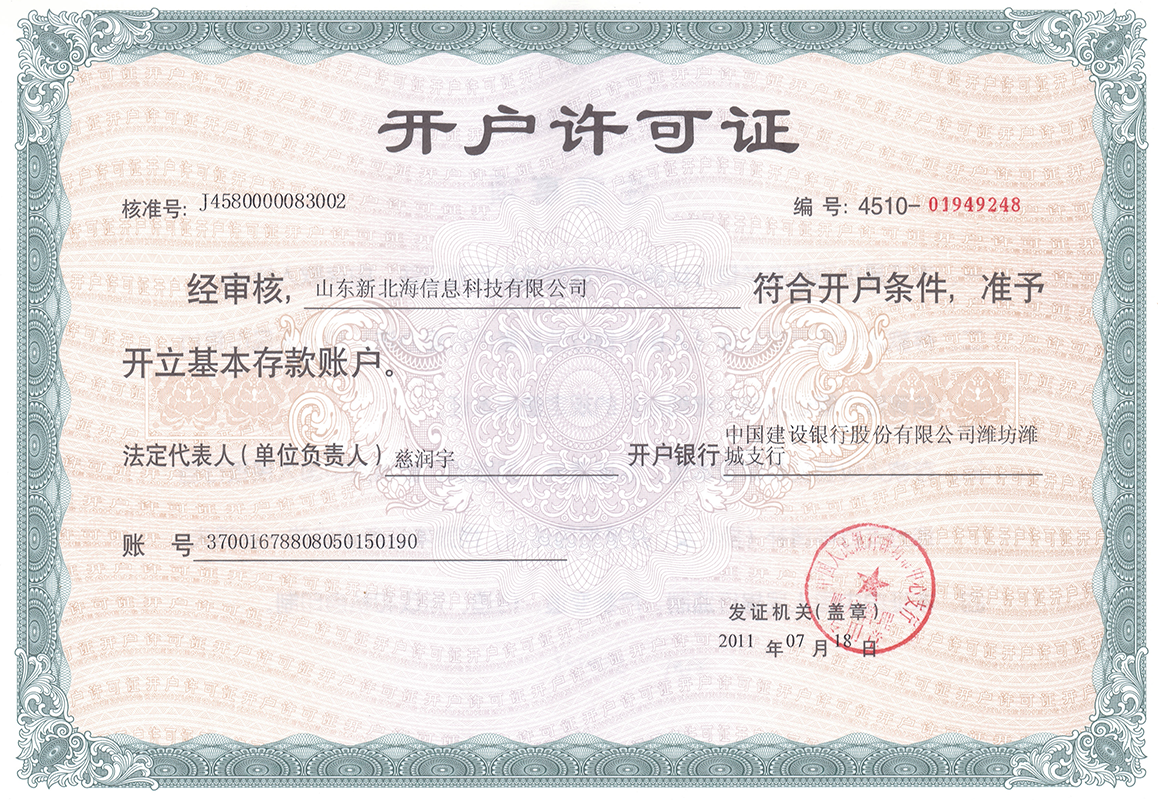 开户许可证
核准号: J4580000083002 编 号: 4510-01949248
经审核, 山东新北海信息科技有限公司 符合开户条件, 准予
开立基本存款账户。
法定代表人(单位负责人) 慈润宇 开户银行 中国建设银行股份有限公司潍坊潍
城支行
账 号 37001678808050150190
发证机关(盖章)
2011 年 07 月 18 日